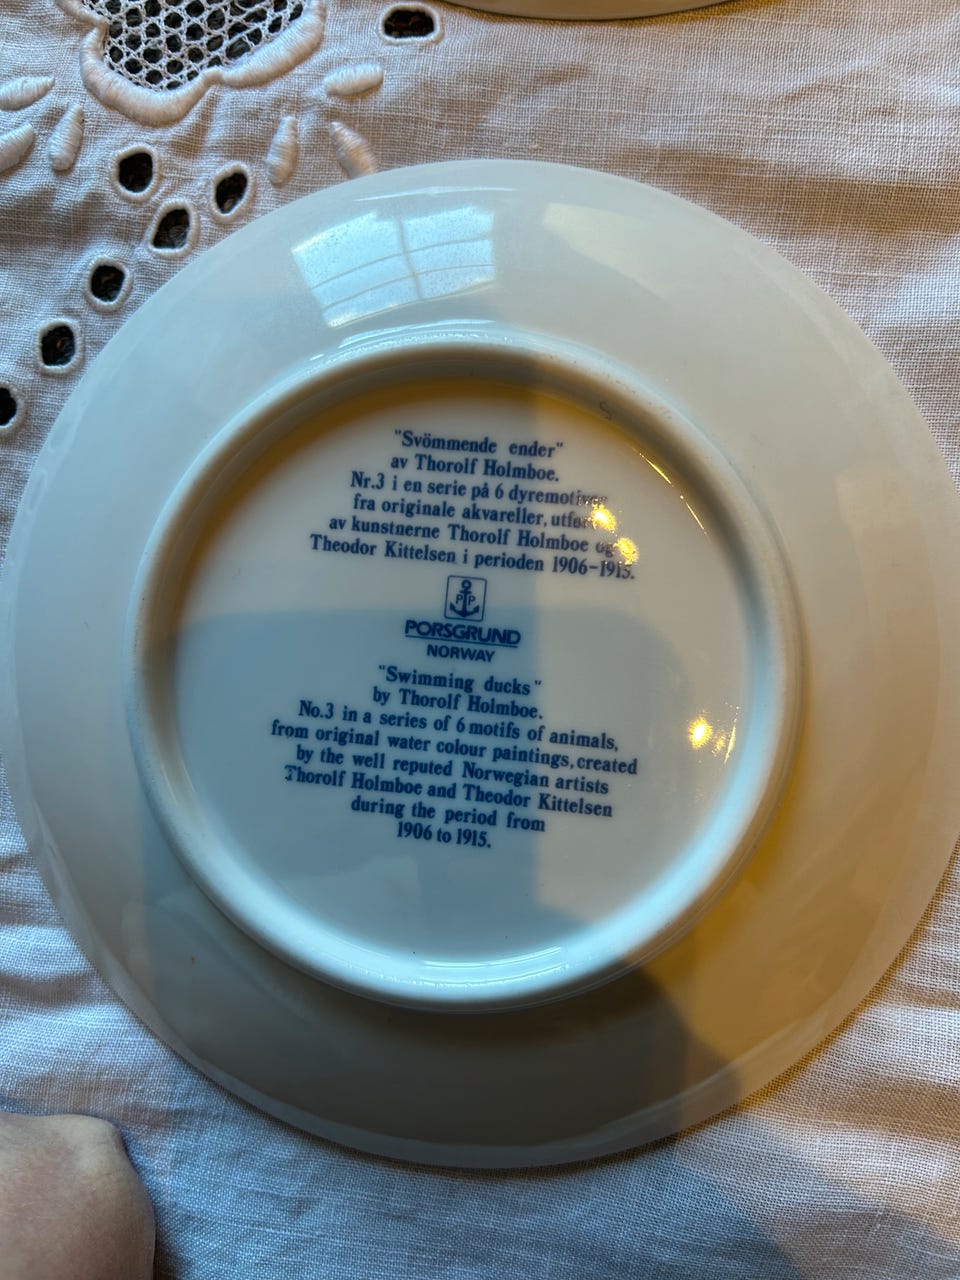 "Svömmende ender"
av Thorolf Holmboe.
Nr.3 i en serie på 6 dyremotiver
fra originale akvareller,
av kunstnerne Thorolf Holmboe og
Theodor Kittelsen i perioden 1906-1915.
P P
PORSGRUND
NORWAY
"Swimming ducks"
by Thorolf Holmboe.
No.3 in a series of 6 motifs of animals,
from original water colour paintings, created
by the well reputed Norwegian artists
Thorolf Holmboe and Theodor Kittelsen
during the period from
1906 to 1915.